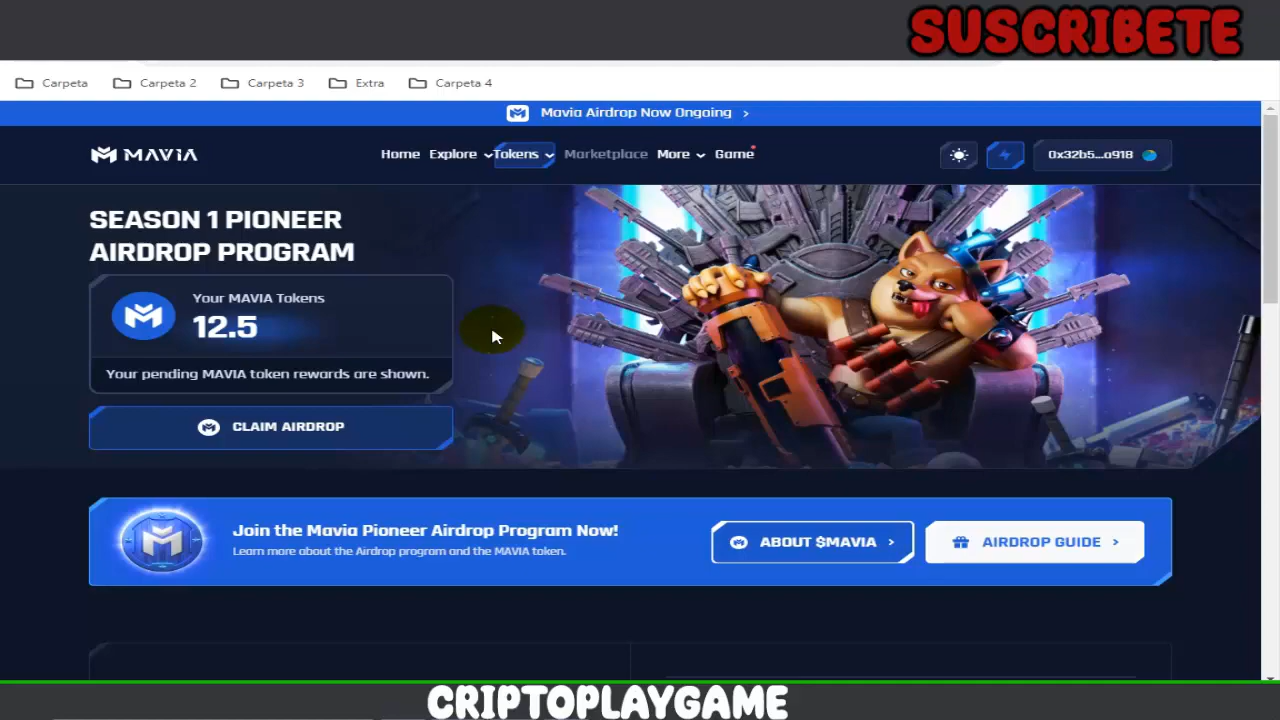 SUSCRIBETE
Carpeta Carpeta 2 Carpeta 3 Extra Carpeta 4
Mavia Airdrop Now Ongoing >
MAVIA Home Explore Tokens Marketplace More Game 0x32b5...a918
SEASON 1 PIONEER
AIRDROP PROGRAM
Your MAVIA Tokens
12.5
Your pending MAVIA token rewards are shown.
CLAIM AIRDROP
Join the Mavia Pioneer Airdrop Program Now!
Learn more about the Airdrop program and the MAVIA token.
ABOUT $MAVIA >
AIRDROP GUIDE >
CRIPTOPLAYGAME